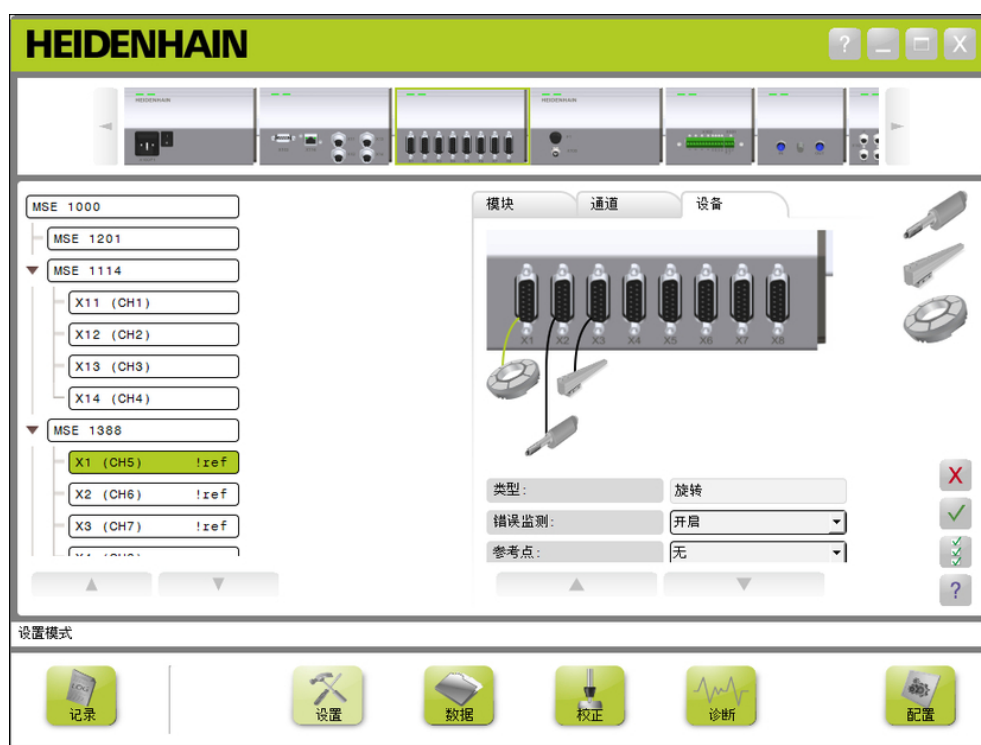 HEIDENHAIN
?
X
HEIDENHAIN
HEIDENHAIN
MSE 1000
MSE 1201
MSE 1114
X11 (CH1)
X12 (CH2)
X13 (CH3)
X14 (CH4)
MSE 1388
X1 (CH5) !ref
X2 (CH6) !ref
X3 (CH7) !ref
模块 通道 设备
X1 X2 X3 X4 X5 X6 X7 X8
类型: 旋转
错误监测: 开启
参考点: 无
X
?
设置模式
LOG
记录 设置 数据 校正 诊断 配置